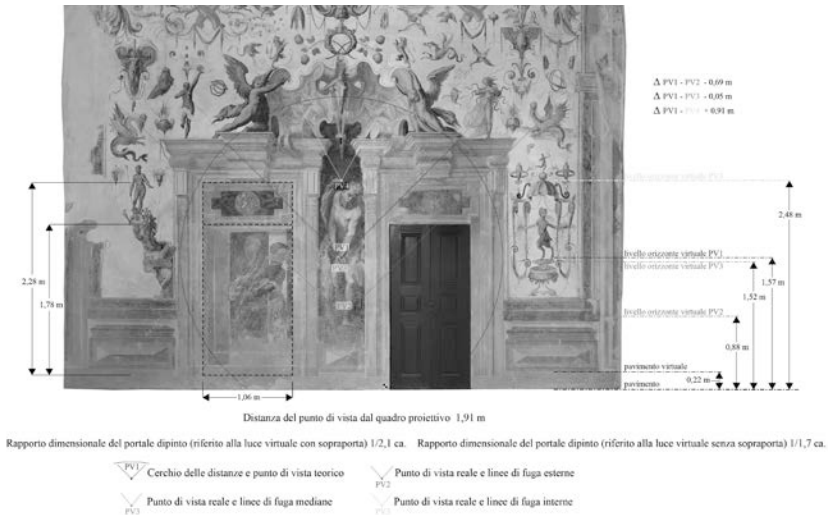 Δ PV1 - PV2 - 0,69 m
Δ PV1 - PV3 - 0,05 m
Δ PV1 - + 0,91 m
2,48 m
PV1
livello orizzonte virtuale PV1
livello orizzonte virtuale PV3
2,28 m
1,78 m
1,57 m
1,52 m
livello orizzonte virtuale PV2
0,88 m
pavimento virtuale
0,22 m
pavimento
1,06 m
Distanza del punto di vista dal quadro proiettivo 1,91 m
Rapporto dimensionale del portale dipinto (riferito alla luce virtuale con sopraporta) 1/2,1 ca. Rapporto dimensionale del portale dipinto (riferito alla luce virtuale senza sopraporta) 1/1,7 ca.
PV1 Cerchio delle distanze e punto di vista teorico
PV2 Punto di vista reale e linee di fuga esterne
PV3 Punto di vista reale e linee di fuga mediane
Punto di vista reale e linee di fuga interne